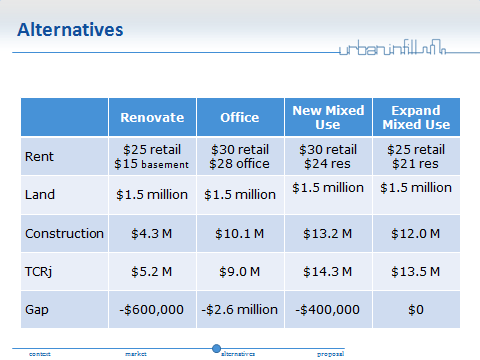 Alternatives
urban infill
Renovate Office New Mixed Use Expand Mixed Use
Rent $25 retail $15 basement $30 retail $28 office $30 retail $24 res $25 retail $21 res
Land $1.5 million $1.5 million $1.5 million $1.5 million
Construction $4.3 M $10.1 M $13.2 M $12.0 M
TCRj $5.2 M $9.0 M $14.3 M $13.5 M
Gap -$600,000 -$2.6 million -$400,000 $0
context market alternatives proposal